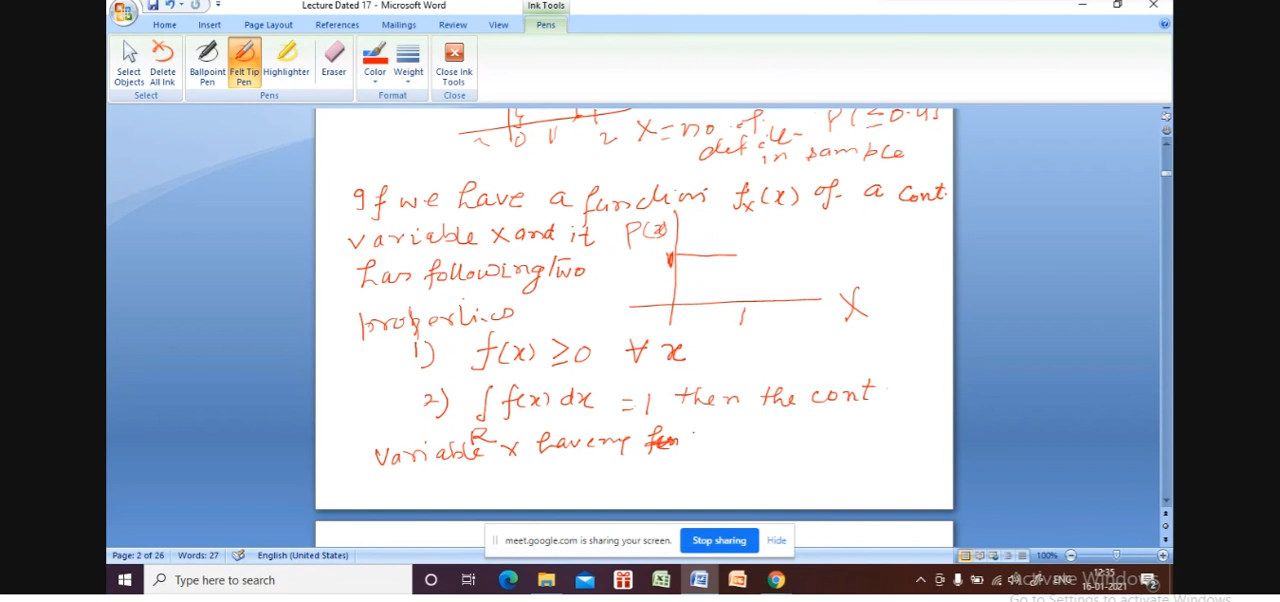 Lecture Dated 17 - Microsoft Word
Ink Tools
Home Insert Page Layout References Mailings Review View Pens
Select Objects Delete All Ink Ballpoint Pen Felt Tip Pen Highlighter Eraser Color Weight Close Ink Tools
Select Pens Format Close
0 1 2 X = no of
in sample
If we have a function fx(x) of a cont.
variable x and it P(x)
has following two
properties
1 X
1) f(x) ≥ 0 ∀ x
2) ∫ f(x) dx = 1 then the cont
R
variable x having
meet.google.com is sharing your screen. Stop sharing Hide
Page: 2 of 26 Words: 27 English (United States) 100%
Type here to search
Activate Windows
ENG 12:35
16-01-2021
2
Go to Settings to activate Windows.